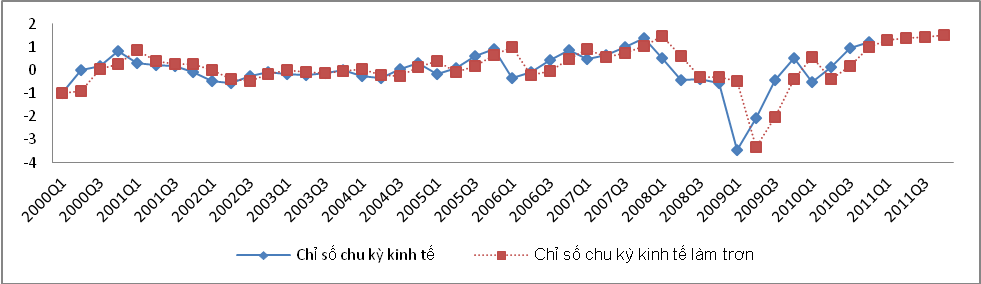 2
1
0
-1
-2
-3
-4
2000Q1
2000Q3
2001Q1
2001Q3
2002Q1
2002Q3
2003Q1
2003Q3
2004Q1
2004Q3
2005Q1
2005Q3
2006Q1
2006Q3
2007Q1
2007Q3
2008Q1
2008Q3
2009Q1
2009Q3
2010Q1
2010Q3
2011Q1
2011Q3
Chỉ số chu kỳ kinh tế
Chỉ số chu kỳ kinh tế làm trơn